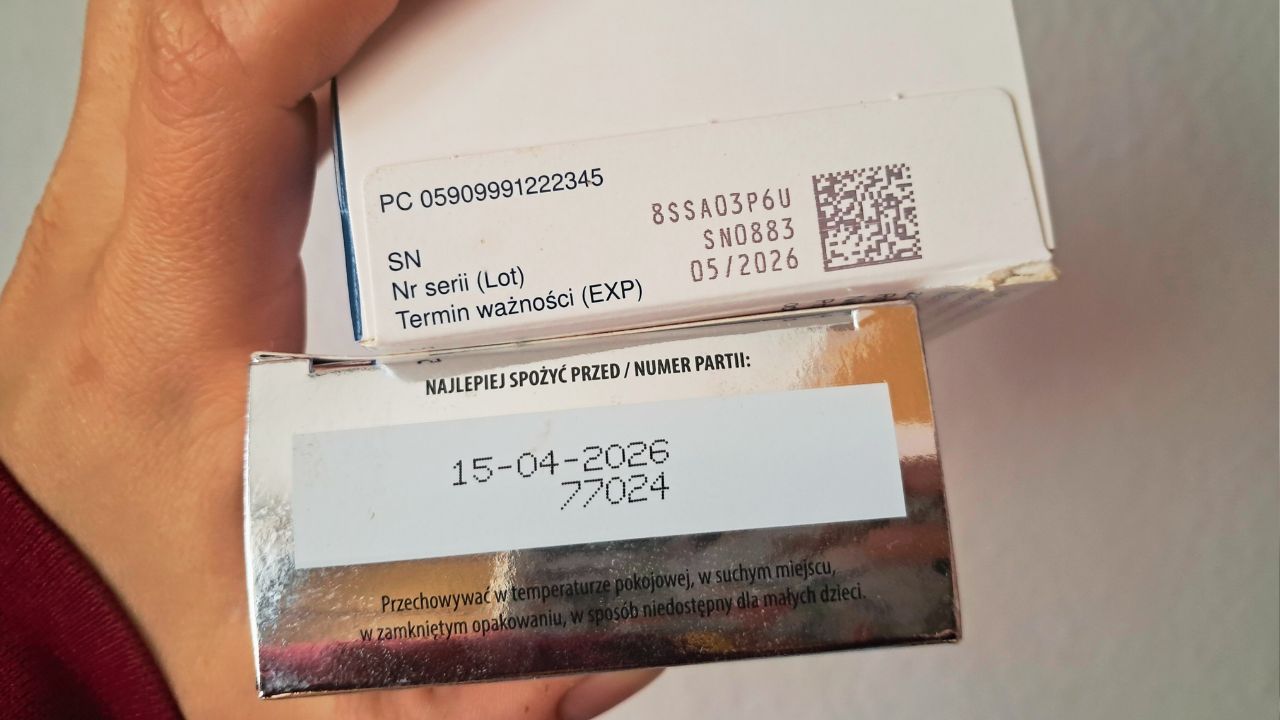 PC 05909991222345
SN 8SSA03P6U
Nr serii (Lot) SN0883
Termin ważności (EXP) 05/2026
NAJLEPIEJ SPOŻYĆ PRZED / NUMER PARTII:
15-04-2026
77024
Przechowywać w temperaturze pokojowej, w suchym miejscu,
w zamkniętym opakowaniu, w sposób niedostępny dla małych dzieci.